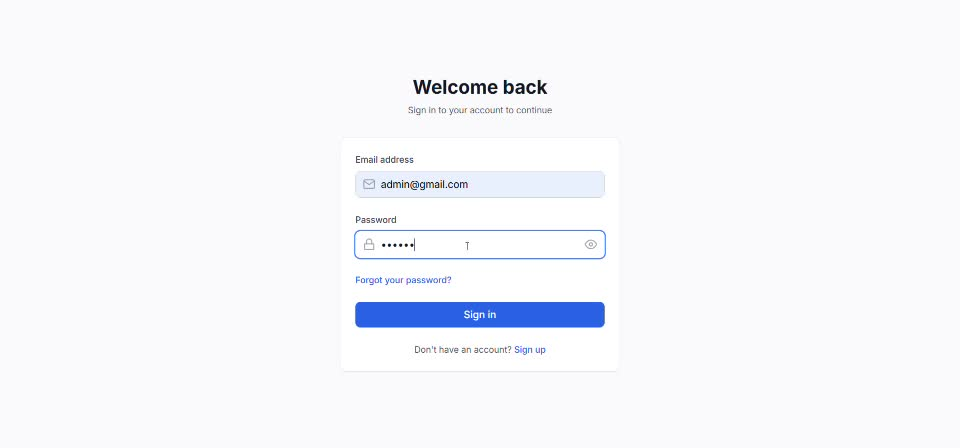 Welcome back
Sign in to your account to continue
Email address
admin@gmail.com
Password
••••••
Forgot your password?
Sign in
Don't have an account? Sign up